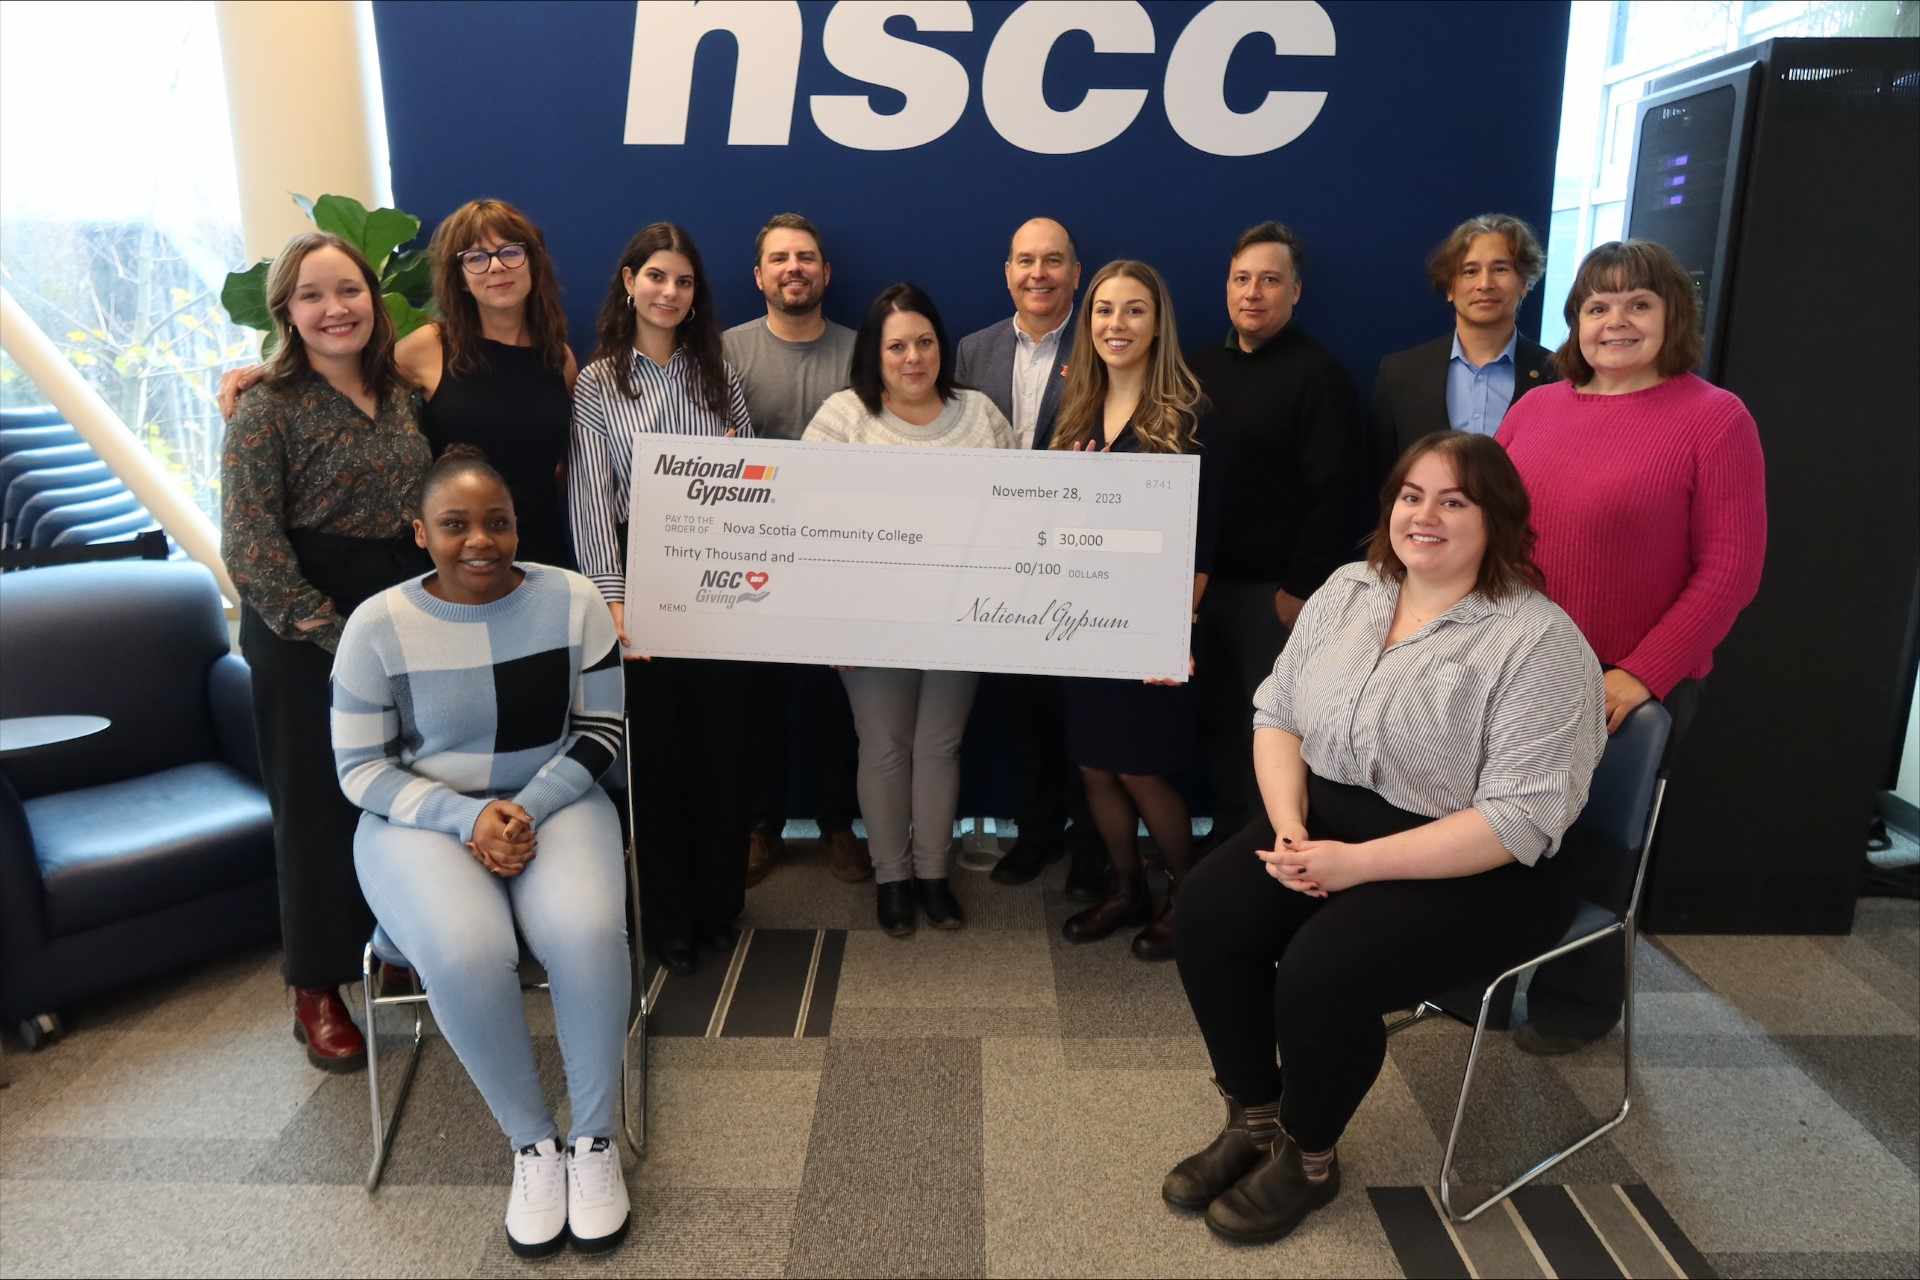 nscc
National
Gypsum®
November 28, 2023
8741
PAY TO THE
ORDER OF
Nova Scotia Community College
$ 30,000
Thirty Thousand and ------------------------------------------- 00/100 DOLLARS
NGC
Giving
MEMO
National Gypsum